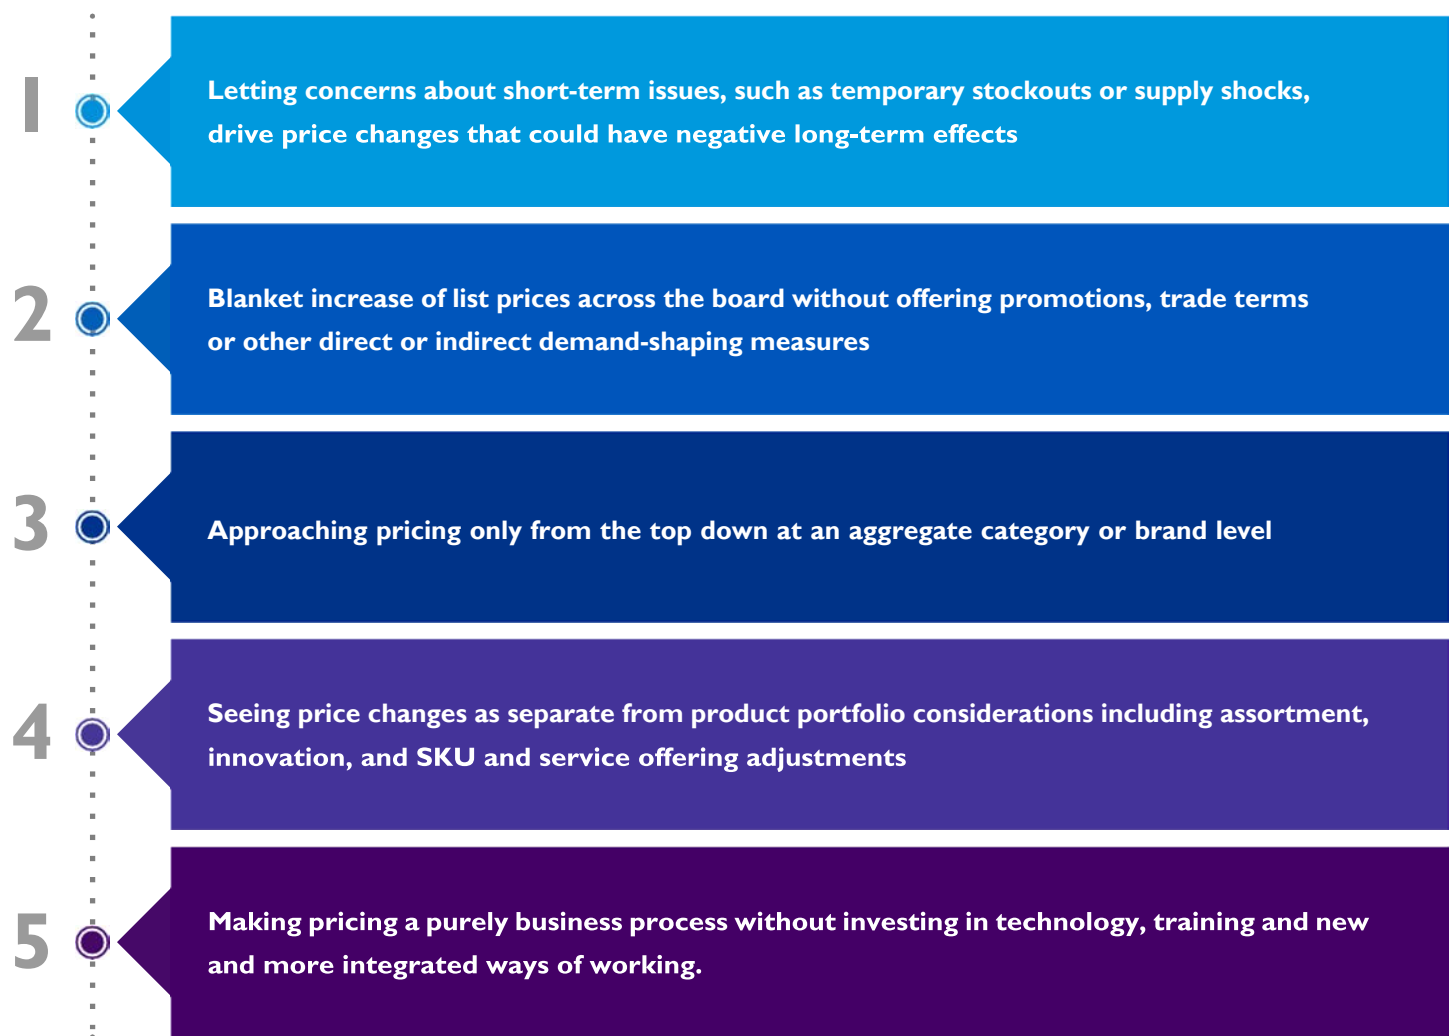 1
Letting concerns about short-term issues, such as temporary stockouts or supply shocks,
drive price changes that could have negative long-term effects
2
Blanket increase of list prices across the board without offering promotions, trade terms
or other direct or indirect demand-shaping measures
3
Approaching pricing only from the top down at an aggregate category or brand level
4
Seeing price changes as separate from product portfolio considerations including assortment,
innovation, and SKU and service offering adjustments
5
Making pricing a purely business process without investing in technology, training and new
and more integrated ways of working.